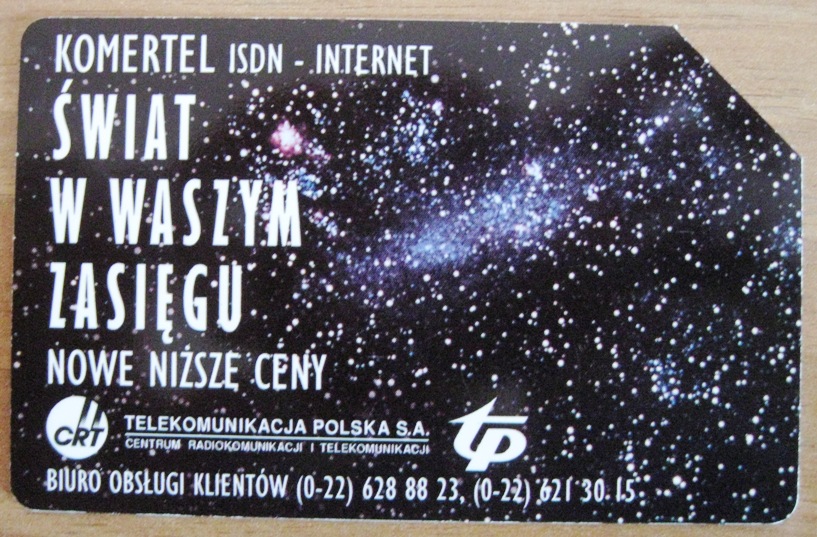 KOMERTEL ISDN - INTERNET
ŚWIAT
W WASZYM
ZASIĘGU
NOWE NIŻSZE CENY
CRT
TELEKOMUNIKACJA POLSKA S.A.
CENTRUM RADIOKOMUNIKACJI I TELEKOMUNIKACJI
tp
BIURO OBSŁUGI KLIENTÓW (0-22) 628 88 23, (0-22) 621 30 15